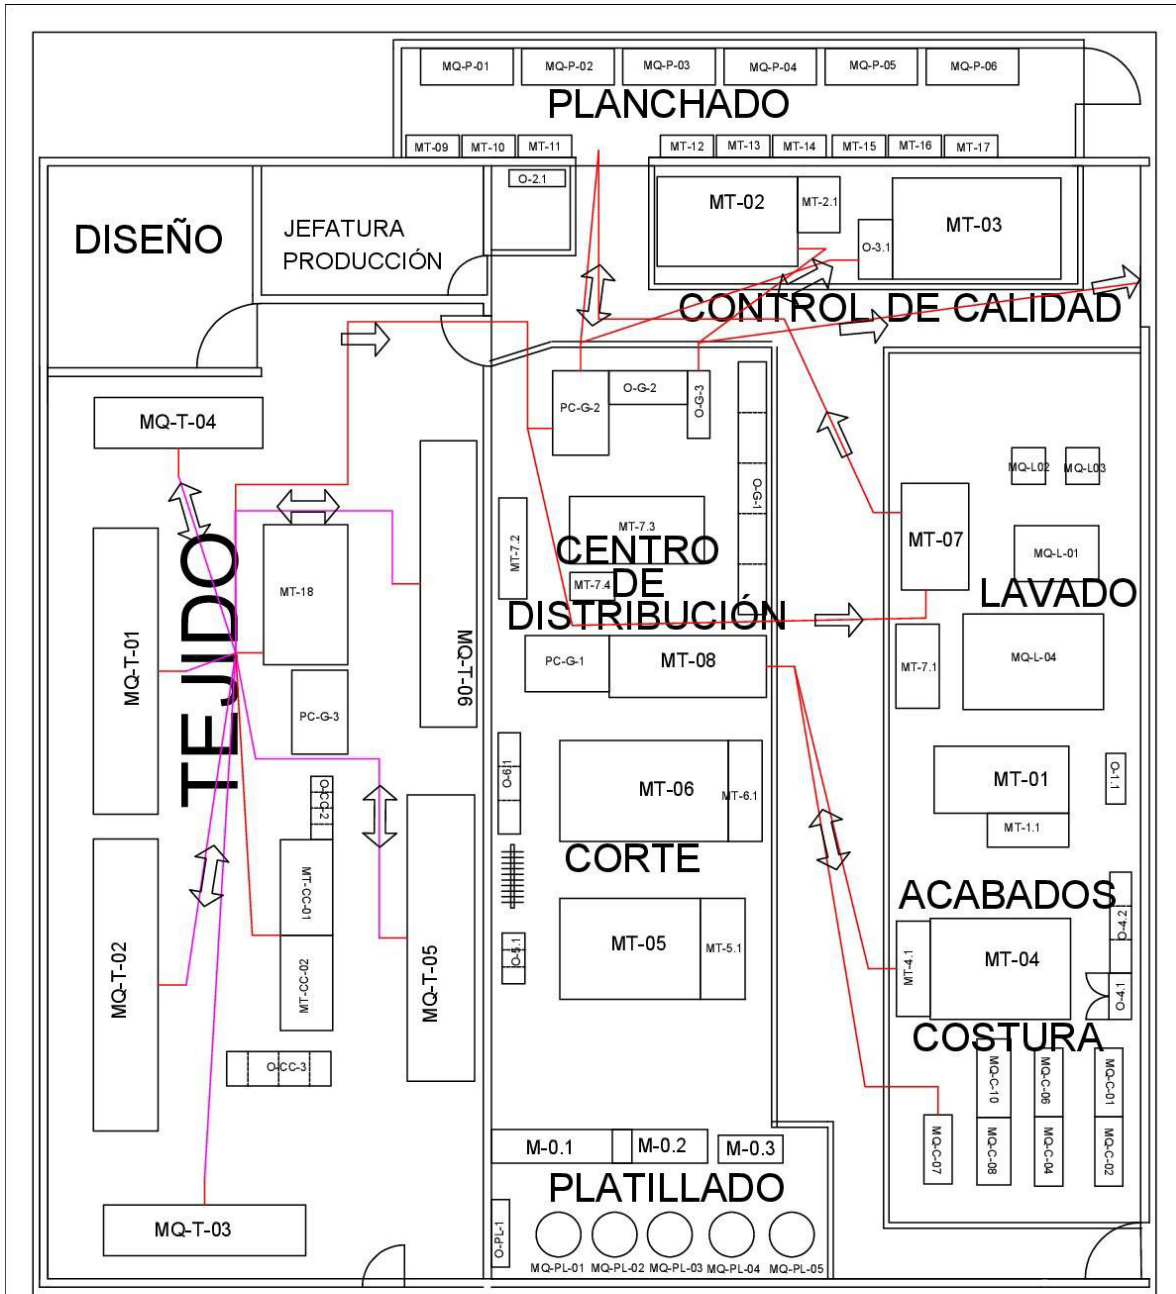 MQ-P-01
MQ-P-02
MQ-P-03
MQ-P-04
MQ-P-05
MQ-P-06
PLANCHADO
MT-09
MT-10
MT-11
MT-12
MT-13
MT-14
MT-15
MT-16
MT-17
DISEÑO
JEFATURA
PRODUCCIÓN
O-2.1
MT-02
MT-2.1
O-3.1
MT-03
CONTROL DE CALIDAD
MQ-T-04
MQ-T-01
MQ-T-02
MQ-T-03
TEJIDO
MT-18
PC-G-3
O-CC-2
MT-CC-01
MT-CC-02
O-CC-3
MQ-T-06
MQ-T-05
PC-G-2
O-G-2
O-G-3
O-G-1
MT-7.2
MT-7.3
CENTRO
DE
MT-7.4
DISTRIBUCIÓN
PC-G-1
MT-08
O-6.1
MT-06
MT-6.1
CORTE
MT-05
MT-5.1
O-5.1
M-0.1
M-0.2
M-0.3
PLATILLADO
O-PL-1
MQ-PL-01
MQ-PL-02
MQ-PL-03
MQ-PL-04
MQ-PL-05
MQ-L02
MQ-L03
MT-07
MQ-L-01
LAVADO
MT-7.1
MQ-L-04
MT-01
MT-1.1
O-1.1
ACABADOS
O-4.2
MT-4.1
MT-04
O-4.1
COSTURA
MQ-C-10
MQ-C-06
MQ-C-01
MQ-C-07
MQ-C-08
MQ-C-04
MQ-C-02